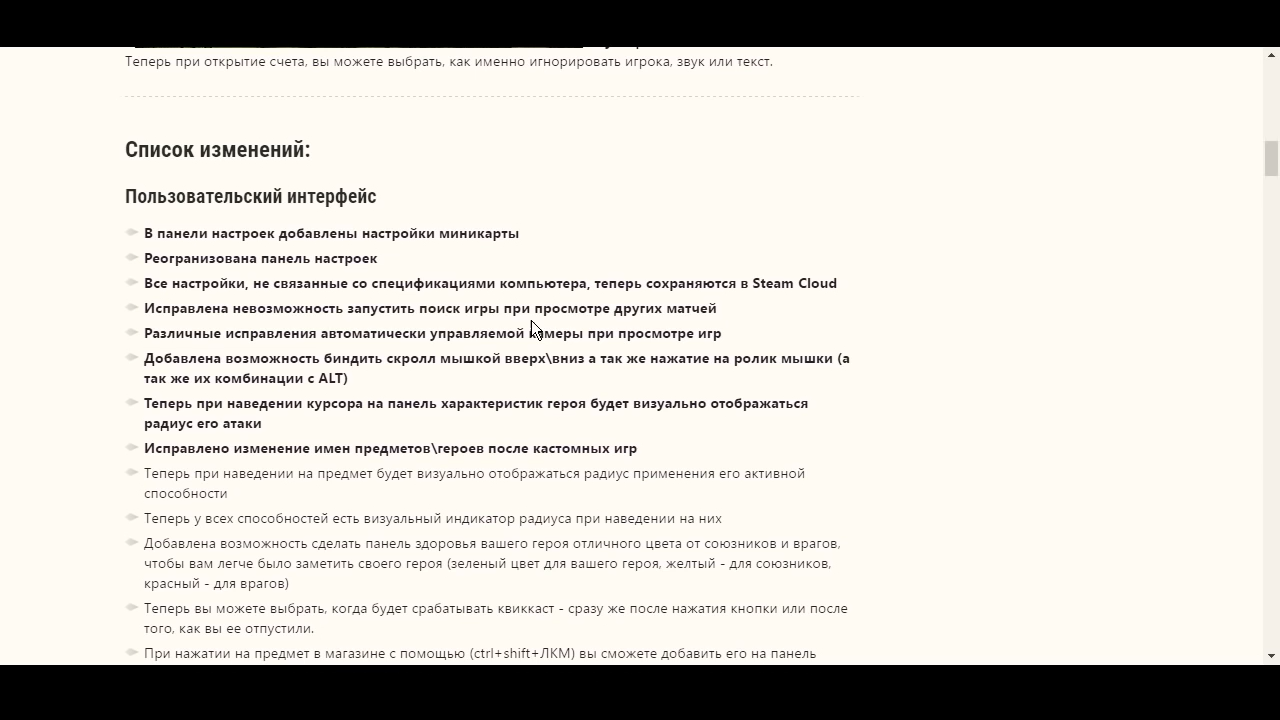 Теперь при открытие счета, вы можете выбрать, как именно игнорировать игрока, звук или текст.
Список изменений:
Пользовательский интерфейс
В панели настроек добавлены настройки миникарты
Реогранизована панель настроек
Все настройки, не связанные со спецификациями компьютера, теперь сохраняются в Steam Cloud
Исправлена невозможность запустить поиск игры при просмотре других матчей
Различные исправления автоматически управляемой камеры при просмотре игр
Добавлена возможность биндить скролл мышкой вверх\вниз а так же нажатие на ролик мышки (а
так же их комбинации с ALT)
Теперь при наведении курсора на панель характеристик героя будет визуально отображаться
радиус его атаки
Исправлено изменение имен предметов\героев после кастомных игр
Теперь при наведении на предмет будет визуально отображаться радиус применения его активной
способности
Теперь у всех способностей есть визуальный индикатор радиуса при наведении на них
Добавлена возможность сделать панель здоровья вашего героя отличного цвета от союзников и врагов,
чтобы вам легче было заметить своего героя (зеленый цвет для вашего героя, желтый - для союзников,
красный - для врагов)
Теперь вы можете выбрать, когда будет срабатывать квиккаст - сразу же после нажатия кнопки или после
того, как вы ее отпустили.
При нажатии на предмет в магазине с помощью (ctrl+shift+ЛКМ) вы сможете добавить его на панель